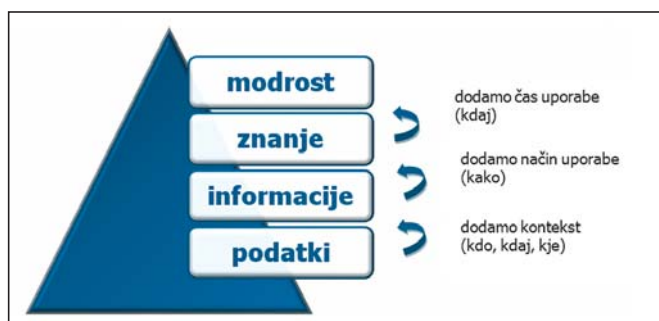 modrost
dodamo čas uporabe
(kdaj)
znanje
dodamo način uporabe
(kako)
informacije
dodamo kontekst
(kdo, kdaj, kje)
podatki